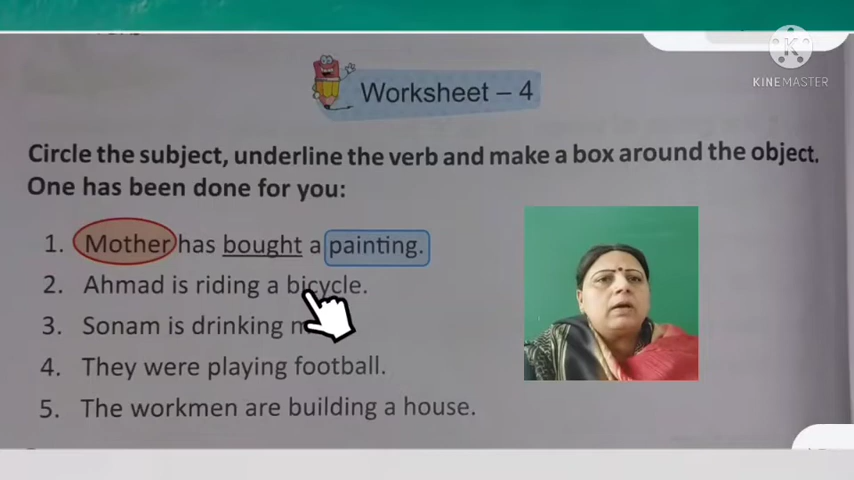 KINEMASTER
Worksheet – 4
Circle the subject, underline the verb and make a box around the object.
One has been done for you:
1. Mother has bought a painting.
2. Ahmad is riding a bicycle.
3. Sonam is drinking
4. They were playing football.
5. The workmen are building a house.